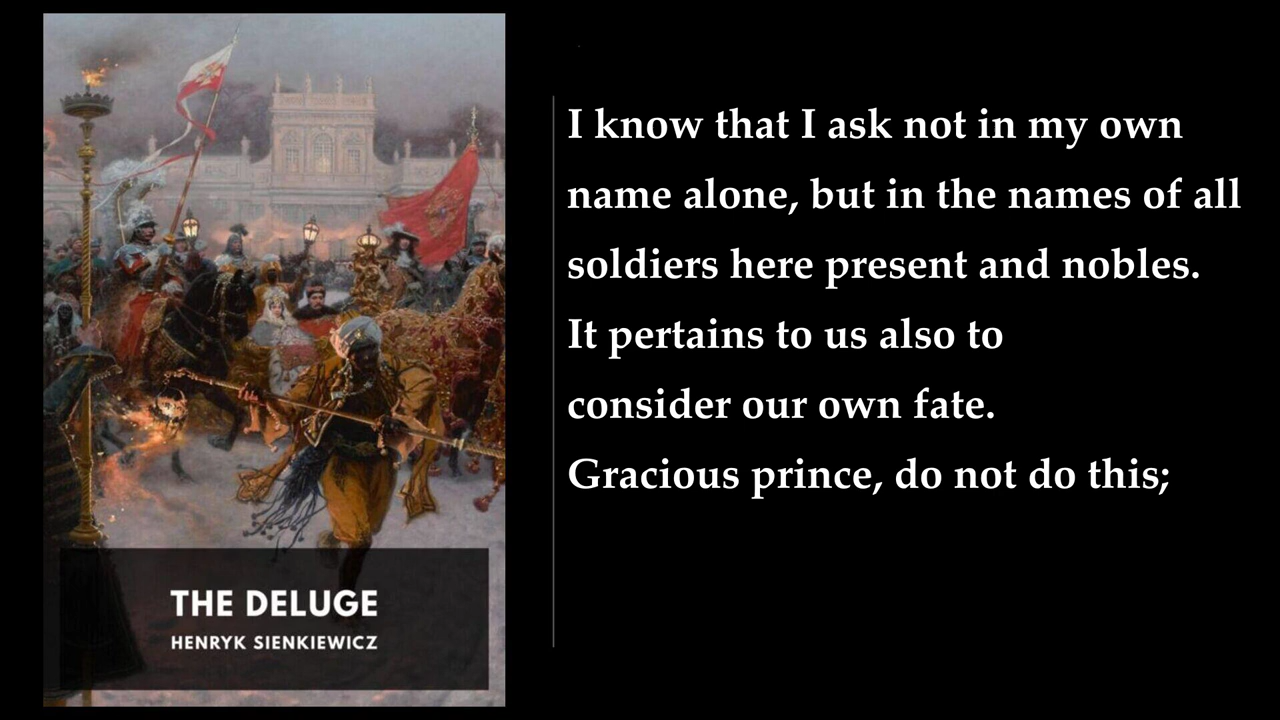 THE DELUGE
HENRYK SIENKIEWICZ
I know that I ask not in my own
name alone, but in the names of all
soldiers here present and nobles.
It pertains to us also to
consider our own fate.
Gracious prince, do not do this;